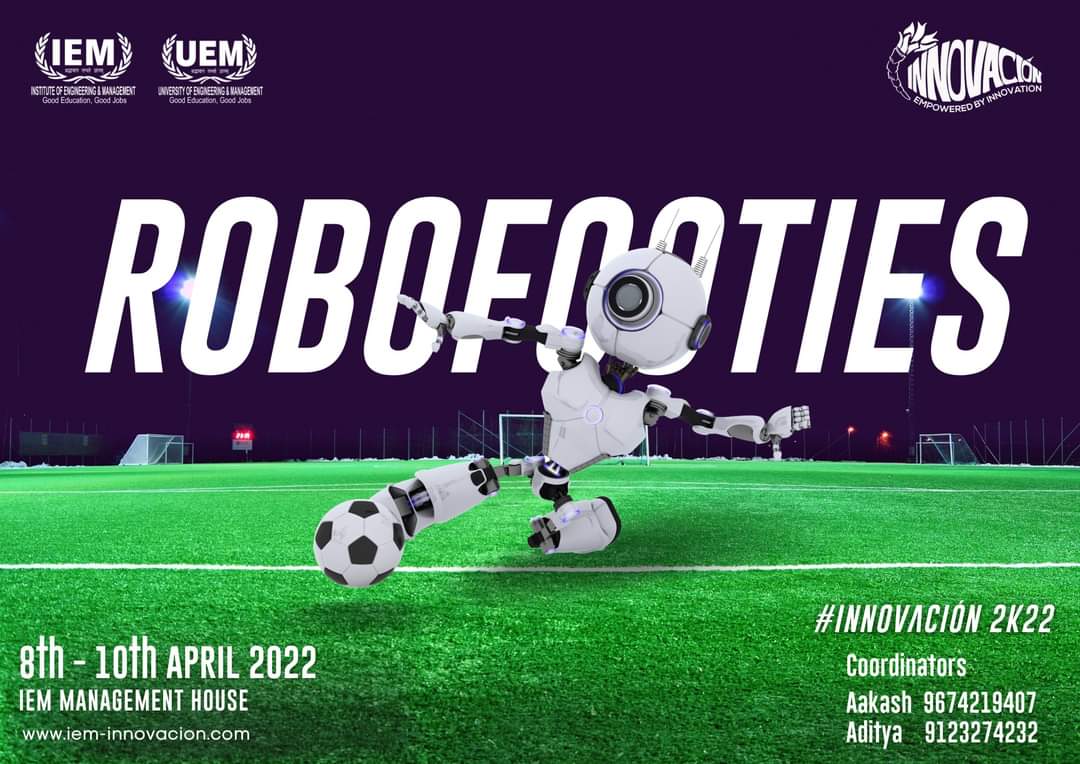 IEM
INSTITUTE OF ENGINEERING & MANAGEMENT
Good Education, Good Jobs
UEM
UNIVERSITY OF ENGINEERING & MANAGEMENT
Good Education, Good Jobs
INNOVACIÓN
EMPOWERED BY INNOVATION
ROBOFOOTIES
8th - 10th APRIL 2022
IEM MANAGEMENT HOUSE
www.iem-innovacion.com
#INNOVACIÓN 2K22
Coordinators
Aakash 9674219407
Aditya 9123274232